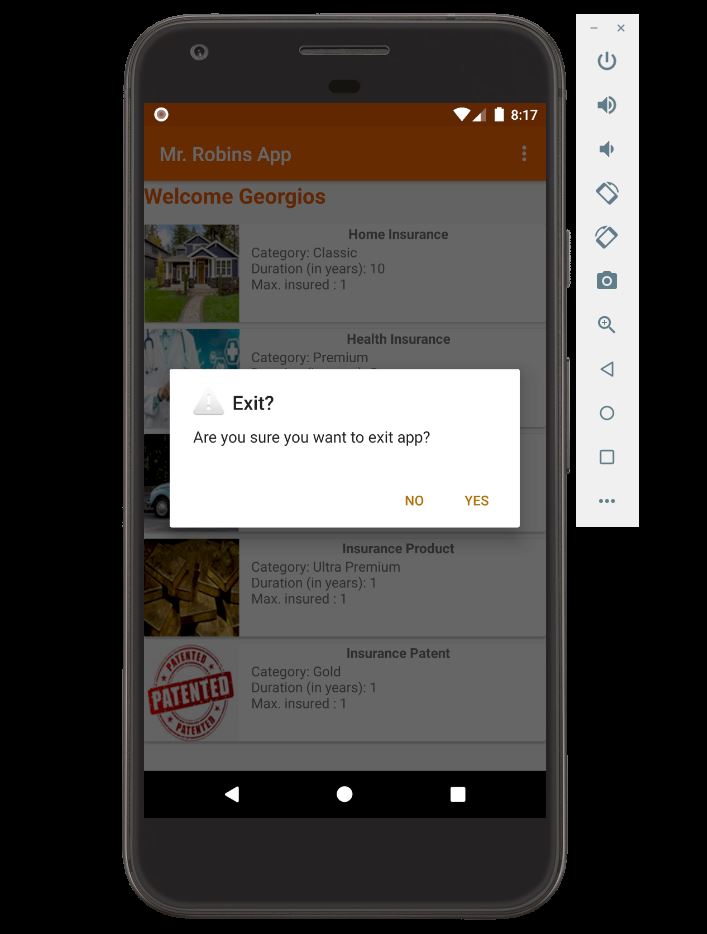 8:17
Mr. Robins App
Welcome Georgios
Home Insurance
Category: Classic
Duration (in years): 10
Max. insured : 1
Health Insurance
Category: Premium
Exit?
Are you sure you want to exit app?
NO YES
Insurance Product
Category: Ultra Premium
Duration (in years): 1
Max. insured : 1
Insurance Patent
Category: Gold
Duration (in years): 1
Max. insured : 1
PATENTED
PATENTED
PATENTED